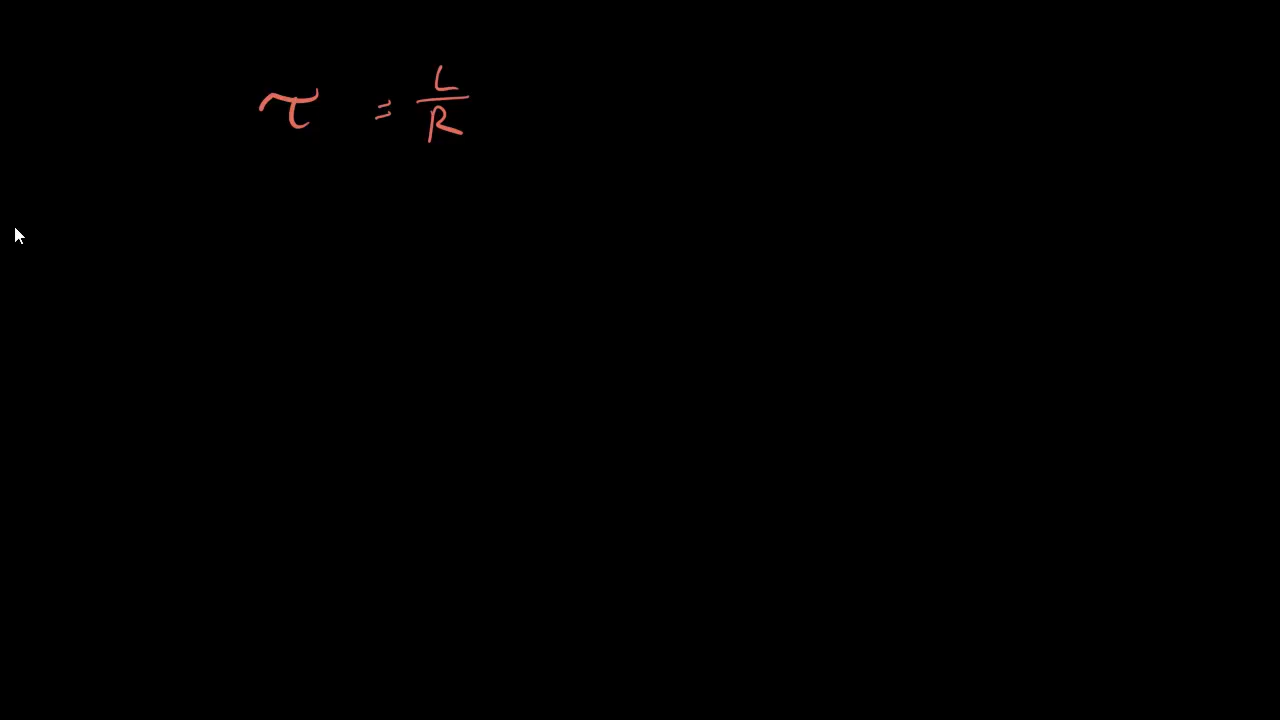 τ = L/R